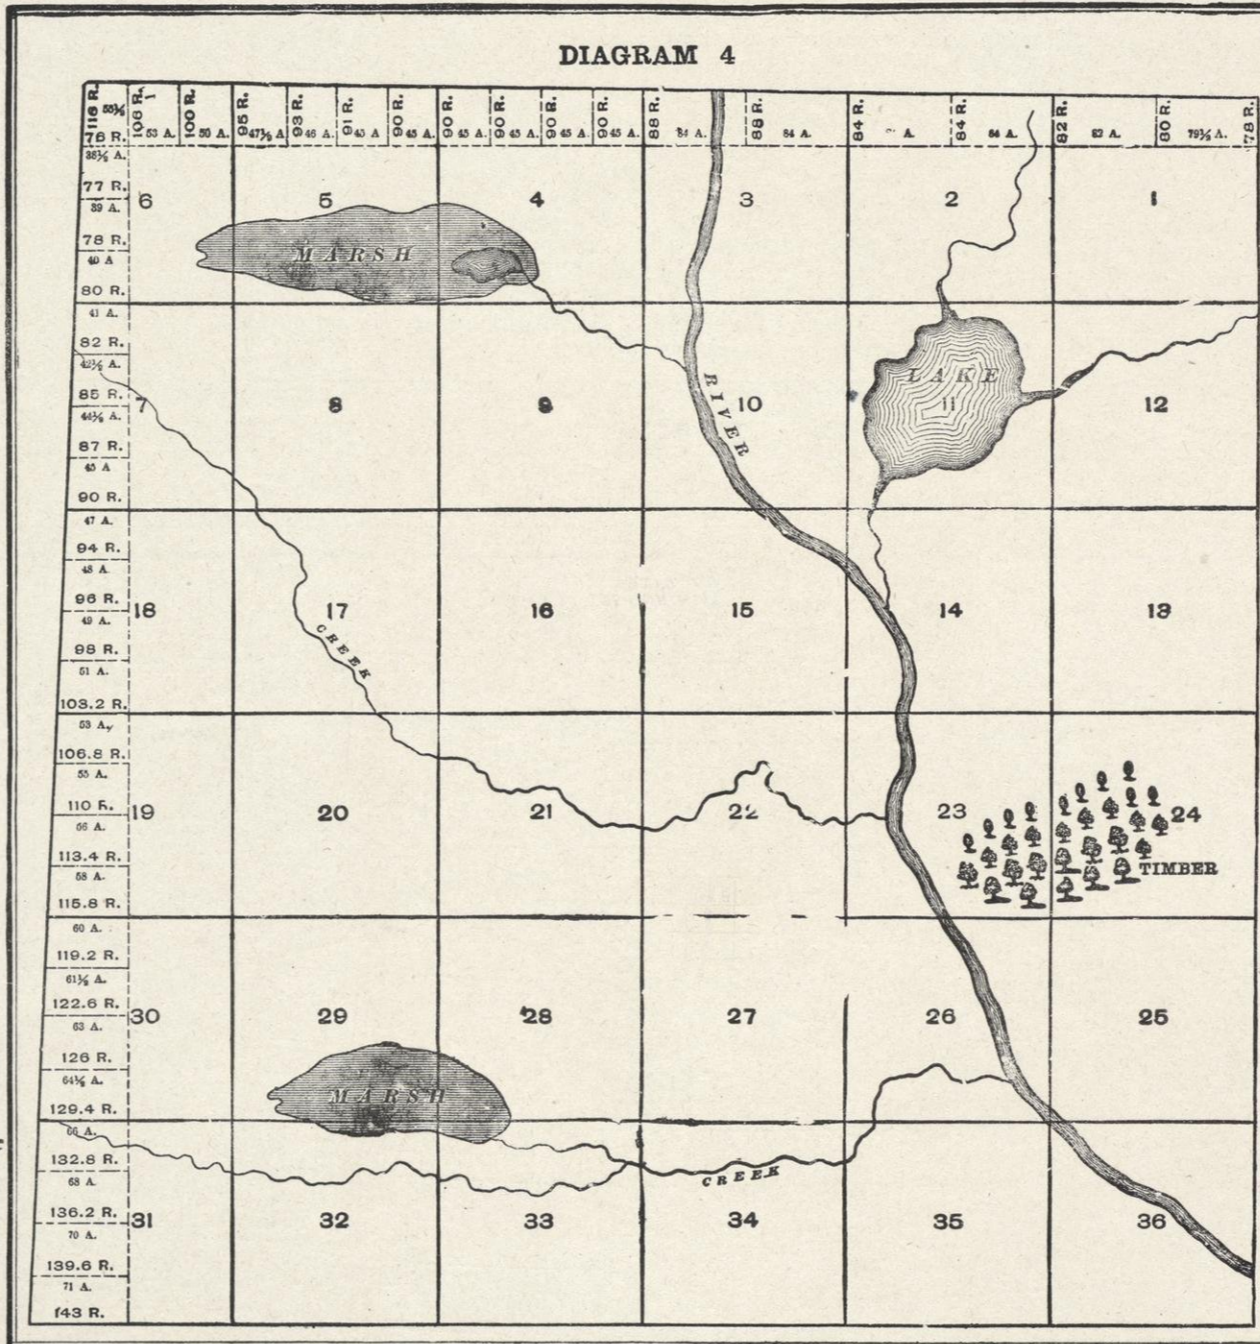 DIAGRAM 4
116 R. 55½ 106 R. 53 A. 100 R. 50 A. 95 R. 47½ A 93 R. 46 A. 91 R. 45 A 90 R. 45 A. 90 R. 45 A. 90 R. 45 A. 90 R. 45 A. 90 R. 45 A. 88 R. 84 A. 88 R. 84 A. 84 R. A. 84 R. 84 A. 82 R. 82 A. 80 R. 79½ A. 78 R.
76 R.
38½ A.
77 R.
6 5 4 3 2 1
39 A.
78 R.
MARSH
40 A
80 R.
41 A.
82 R.
42½ A.
LAKE
85 R.
7 8 9 10 11 12
RIVER
44½ A.
87 R.
45 A
90 R.
47 A.
94 R.
48 A.
96 R.
18 17 16 15 14 13
49 A.
CREEK
98 R.
51 A.
103.2 R.
53 A.
106.8 R.
55 A.
110 R.
19 20 21 22 23 24
56 A.
113.4 R.
TIMBER
58 A.
115.8 R.
60 A.
119.2 R.
61½ A.
122.6 R.
30 29 28 27 26 25
63 A.
126 R.
64½ A.
MARSH
129.4 R.
66 A.
132.8 R.
CREEK
68 A.
136.2 R.
31 32 33 34 35 36
70 A.
139.6 R.
71 A.
143 R.